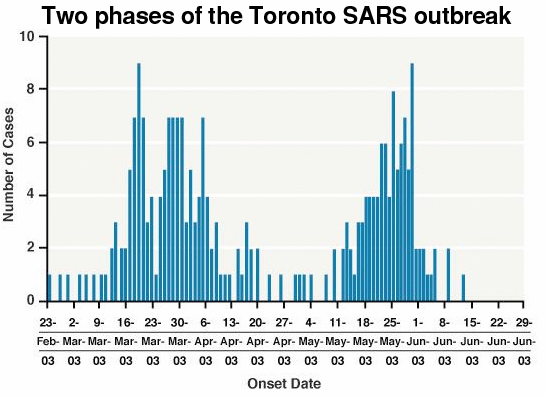 Two phases of the Toronto SARS outbreak
10
8
6
4
2
0
Number of Cases
23- 2- 9- 16- 23- 30- 6- 13- 20- 27- 4- 11- 18- 25- 1- 8- 15- 22- 29-
Feb- Mar- Mar- Mar- Mar- Mar- Apr- Apr- Apr- Apr- May- May- May- May- Jun- Jun- Jun- Jun- Jun-
03 03 03 03 03 03 03 03 03 03 03 03 03 03 03 03 03 03 03
Onset Date